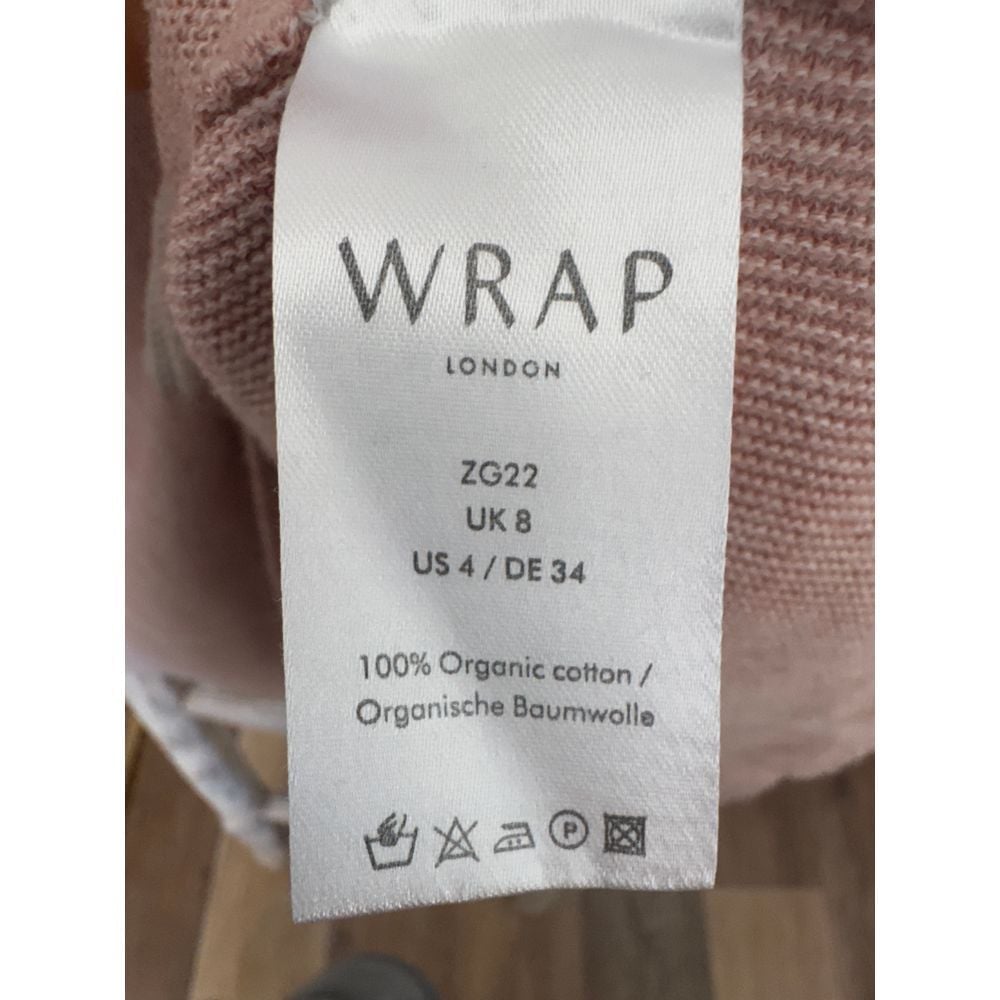 WRAP
LONDON
ZG22
UK 8
US 4 / DE 34
100% Organic cotton /
Organische Baumwolle
P